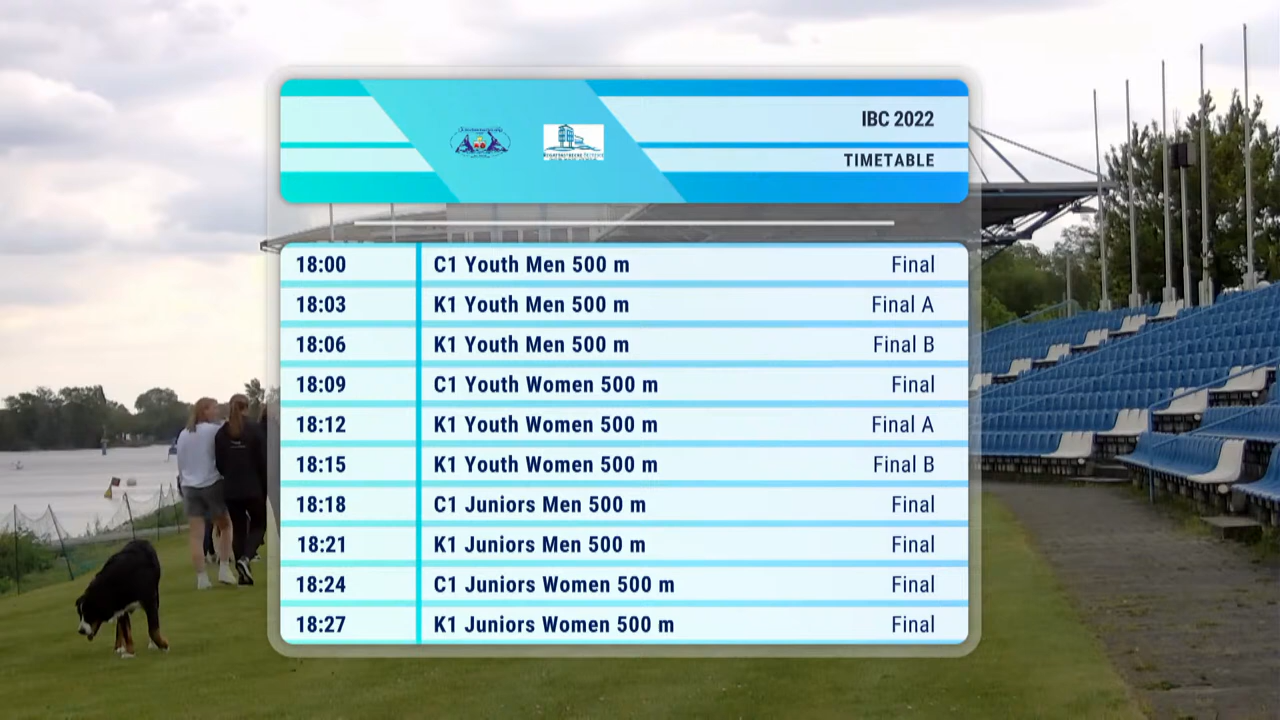 IBC 2022
TIMETABLE
18:00 C1 Youth Men 500 m Final
18:03 K1 Youth Men 500 m Final A
18:06 K1 Youth Men 500 m Final B
18:09 C1 Youth Women 500 m Final
18:12 K1 Youth Women 500 m Final A
18:15 K1 Youth Women 500 m Final B
18:18 C1 Juniors Men 500 m Final
18:21 K1 Juniors Men 500 m Final
18:24 C1 Juniors Women 500 m Final
18:27 K1 Juniors Women 500 m Final